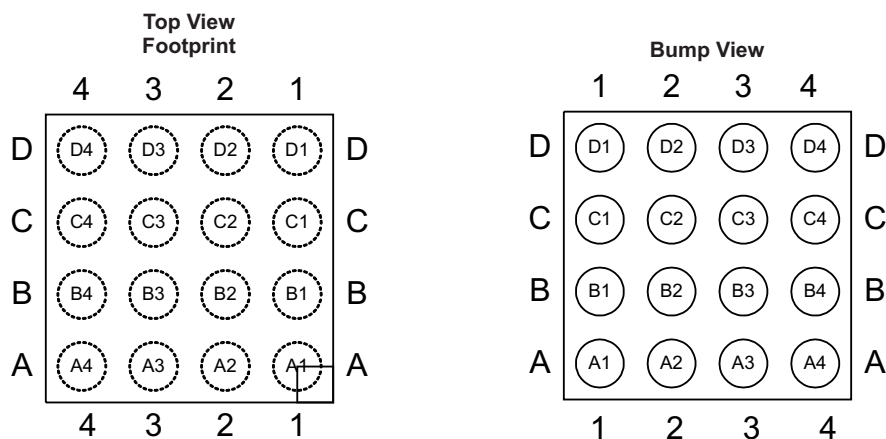 Top View
Footprint
4 3 2 1
D D4 D3 D2 D1 D
C C4 C3 C2 C1 C
B B4 B3 B2 B1 B
A A4 A3 A2 A1 A
4 3 2 1
Bump View
1 2 3 4
D D1 D2 D3 D4 D
C C1 C2 C3 C4 C
B B1 B2 B3 B4 B
A A1 A2 A3 A4 A
1 2 3 4